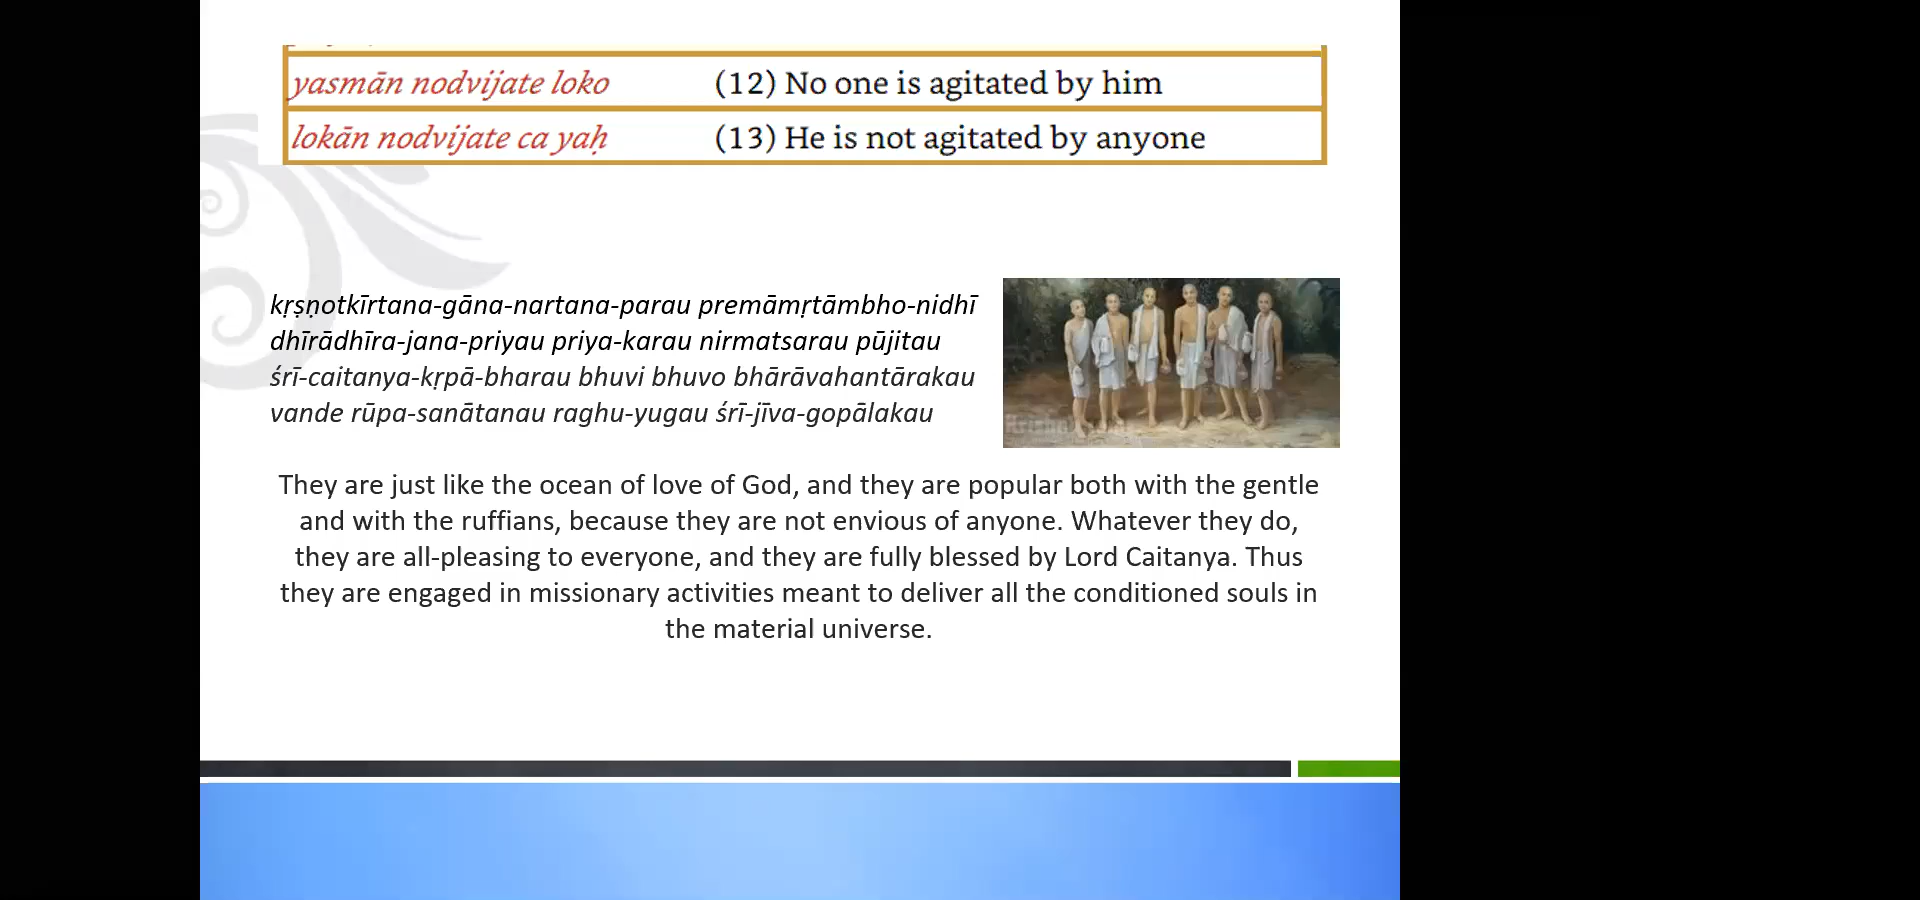 yasmān nodvijate loko (12) No one is agitated by him
lokān nodvijate ca yaḥ (13) He is not agitated by anyone
kṛṣṇotkīrtana-gāna-nartana-parau premāmṛtāmbho-nidhī
dhīrādhīra-jana-priyau priya-karau nirmatsarau pūjitau
śrī-caitanya-kṛpā-bharau bhuvi bhuvo bhārāvahantārakau
vande rūpa-sanātanau raghu-yugau śrī-jīva-gopālakau
They are just like the ocean of love of God, and they are popular both with the gentle
and with the ruffians, because they are not envious of anyone. Whatever they do,
they are all-pleasing to everyone, and they are fully blessed by Lord Caitanya. Thus
they are engaged in missionary activities meant to deliver all the conditioned souls in
the material universe.